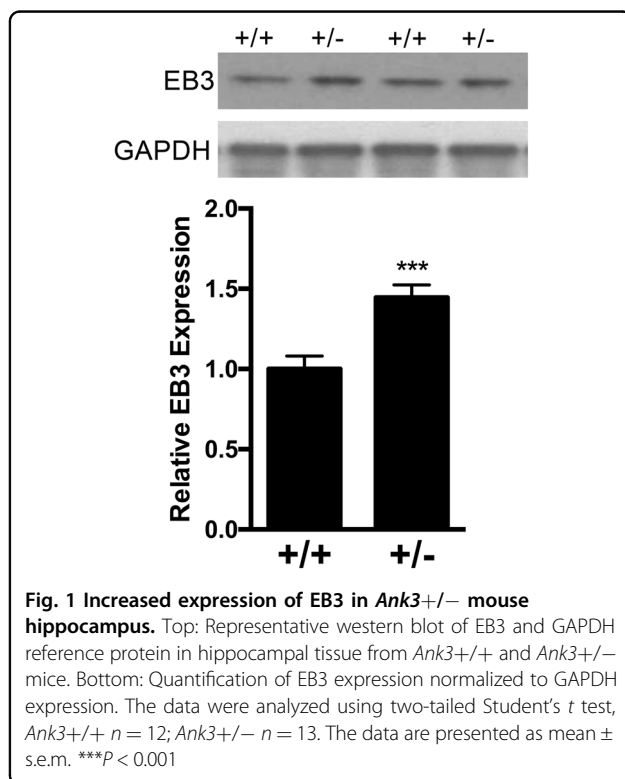 +/+ +/- +/+ +/-
EB3
GAPDH
Relative EB3 Expression
2.0
1.5
1.0
0.5
0.0
***
+/+ +/-
Fig. 1 Increased expression of EB3 in Ank3+/− mouse
hippocampus. Top: Representative western blot of EB3 and GAPDH
reference protein in hippocampal tissue from Ank3+/+ and Ank3+/−
mice. Bottom: Quantification of EB3 expression normalized to GAPDH
expression. The data were analyzed using two-tailed Student’s t test,
Ank3+/+ n = 12; Ank3+/− n = 13. The data are presented as mean ±
s.e.m. ***P < 0.001